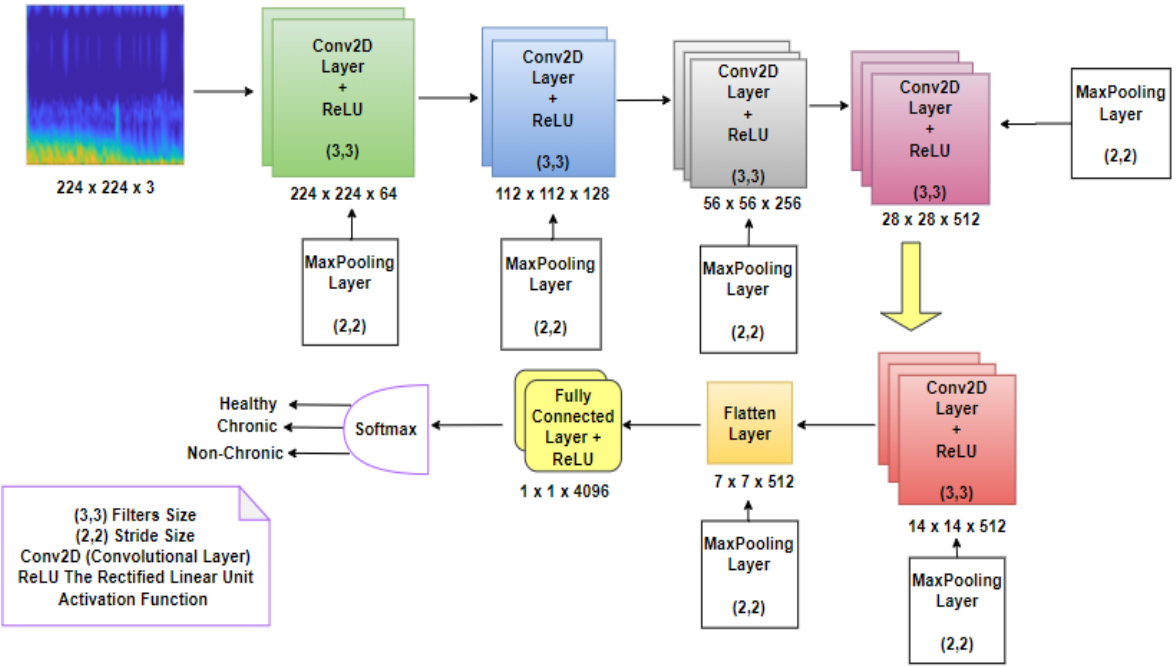 224 x 224 x 3
Conv2D
Layer
+
ReLU
(3,3)
224 x 224 x 64
Conv2D
Layer
+
ReLU
(3,3)
112 x 112 x 128
Conv2D
Layer
+
ReLU
(3,3)
56 x 56 x 256
Conv2D
Layer
+
ReLU
(3,3)
28 x 28 x 512
MaxPooling
Layer
(2,2)
MaxPooling
Layer
(2,2)
MaxPooling
Layer
(2,2)
MaxPooling
Layer
(2,2)
Healthy
Chronic
Non-Chronic
Softmax
Fully
Connected
Layer +
ReLU
1 x 1 x 4096
Flatten
Layer
7 x 7 x 512
Conv2D
Layer
+
ReLU
(3,3)
14 x 14 x 512
MaxPooling
Layer
(2,2)
MaxPooling
Layer
(2,2)
(3,3) Filters Size
(2,2) Stride Size
Conv2D (Convolutional Layer)
ReLU The Rectified Linear Unit
Activation Function